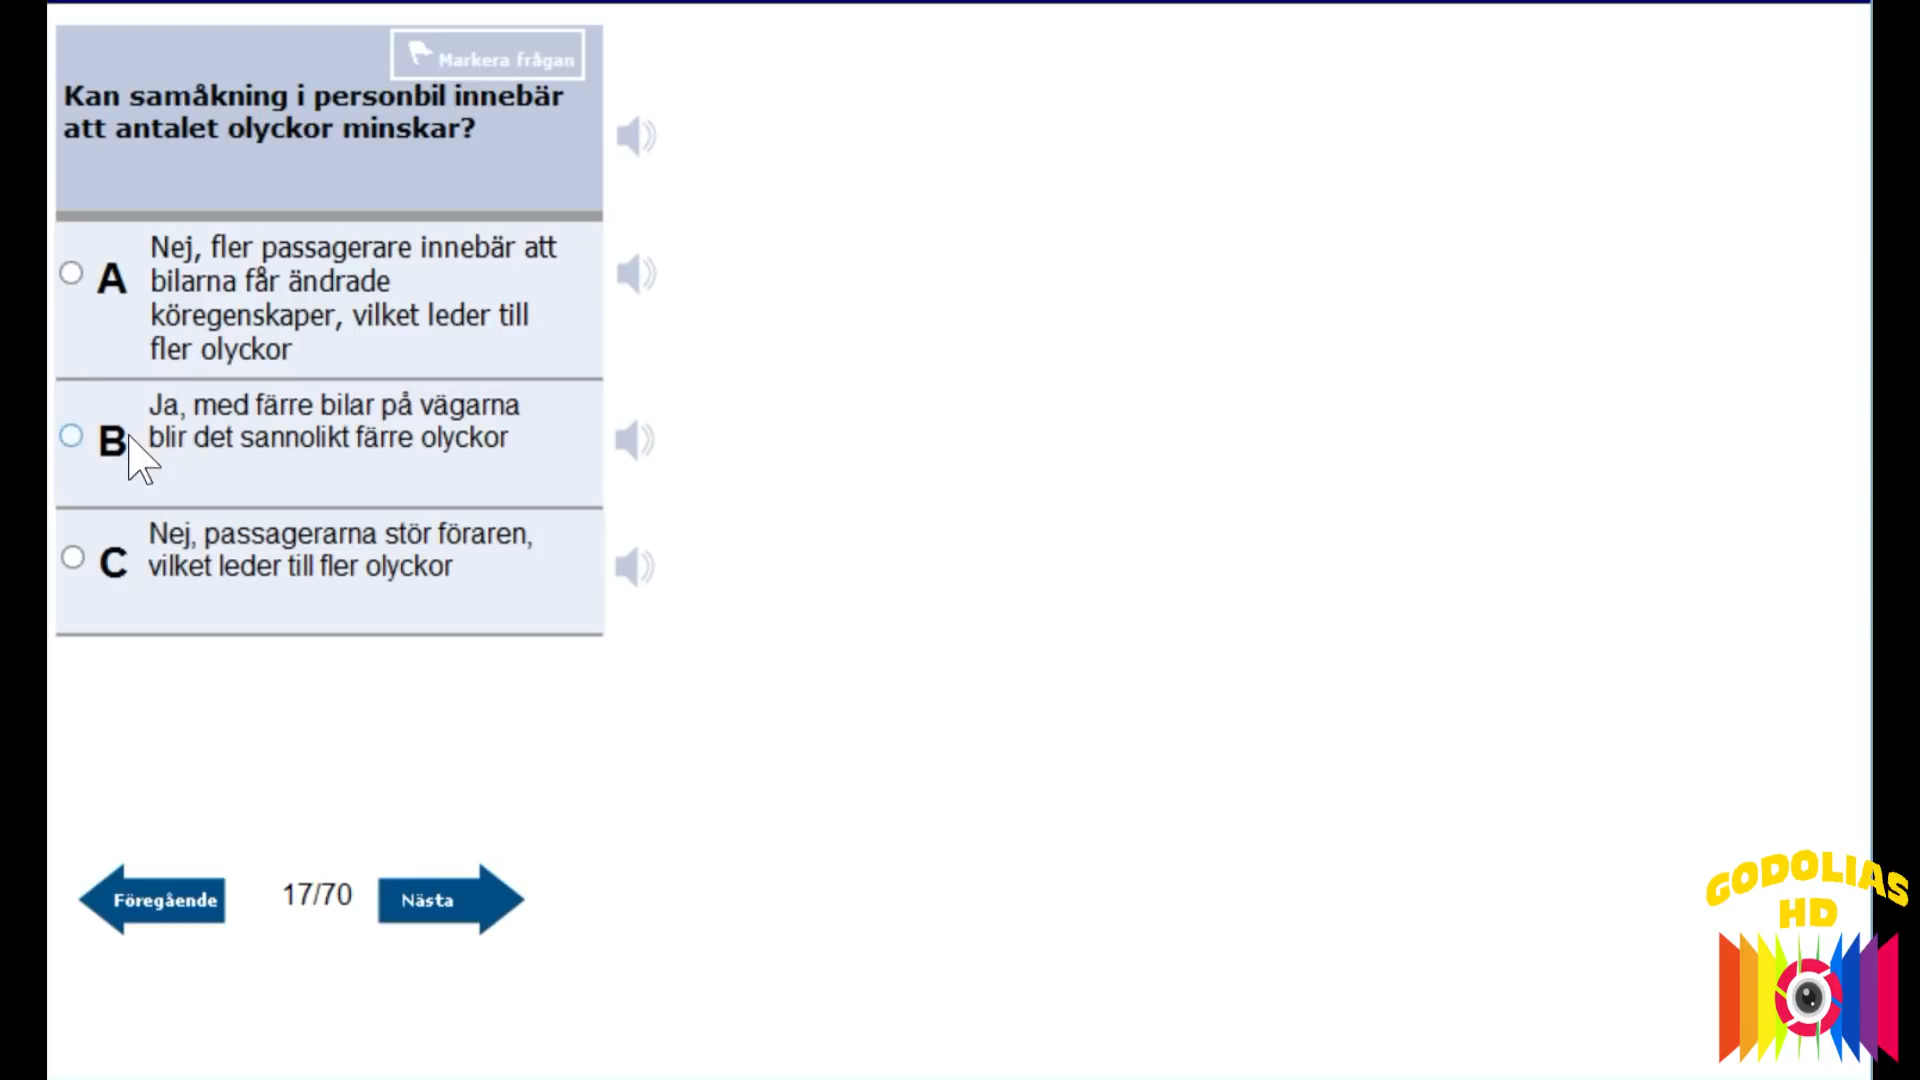 Markera frågan
Kan samåkning i personbil innebär
att antalet olyckor minskar?
A
Nej, fler passagerare innebär att
bilarna får ändrade
köregenskaper, vilket leder till
fler olyckor
B
Ja, med färre bilar på vägarna
blir det sannolikt färre olyckor
C
Nej, passagerarna stör föraren,
vilket leder till fler olyckor
Föregående
17/70
Nästa
GODOLIAS
HD